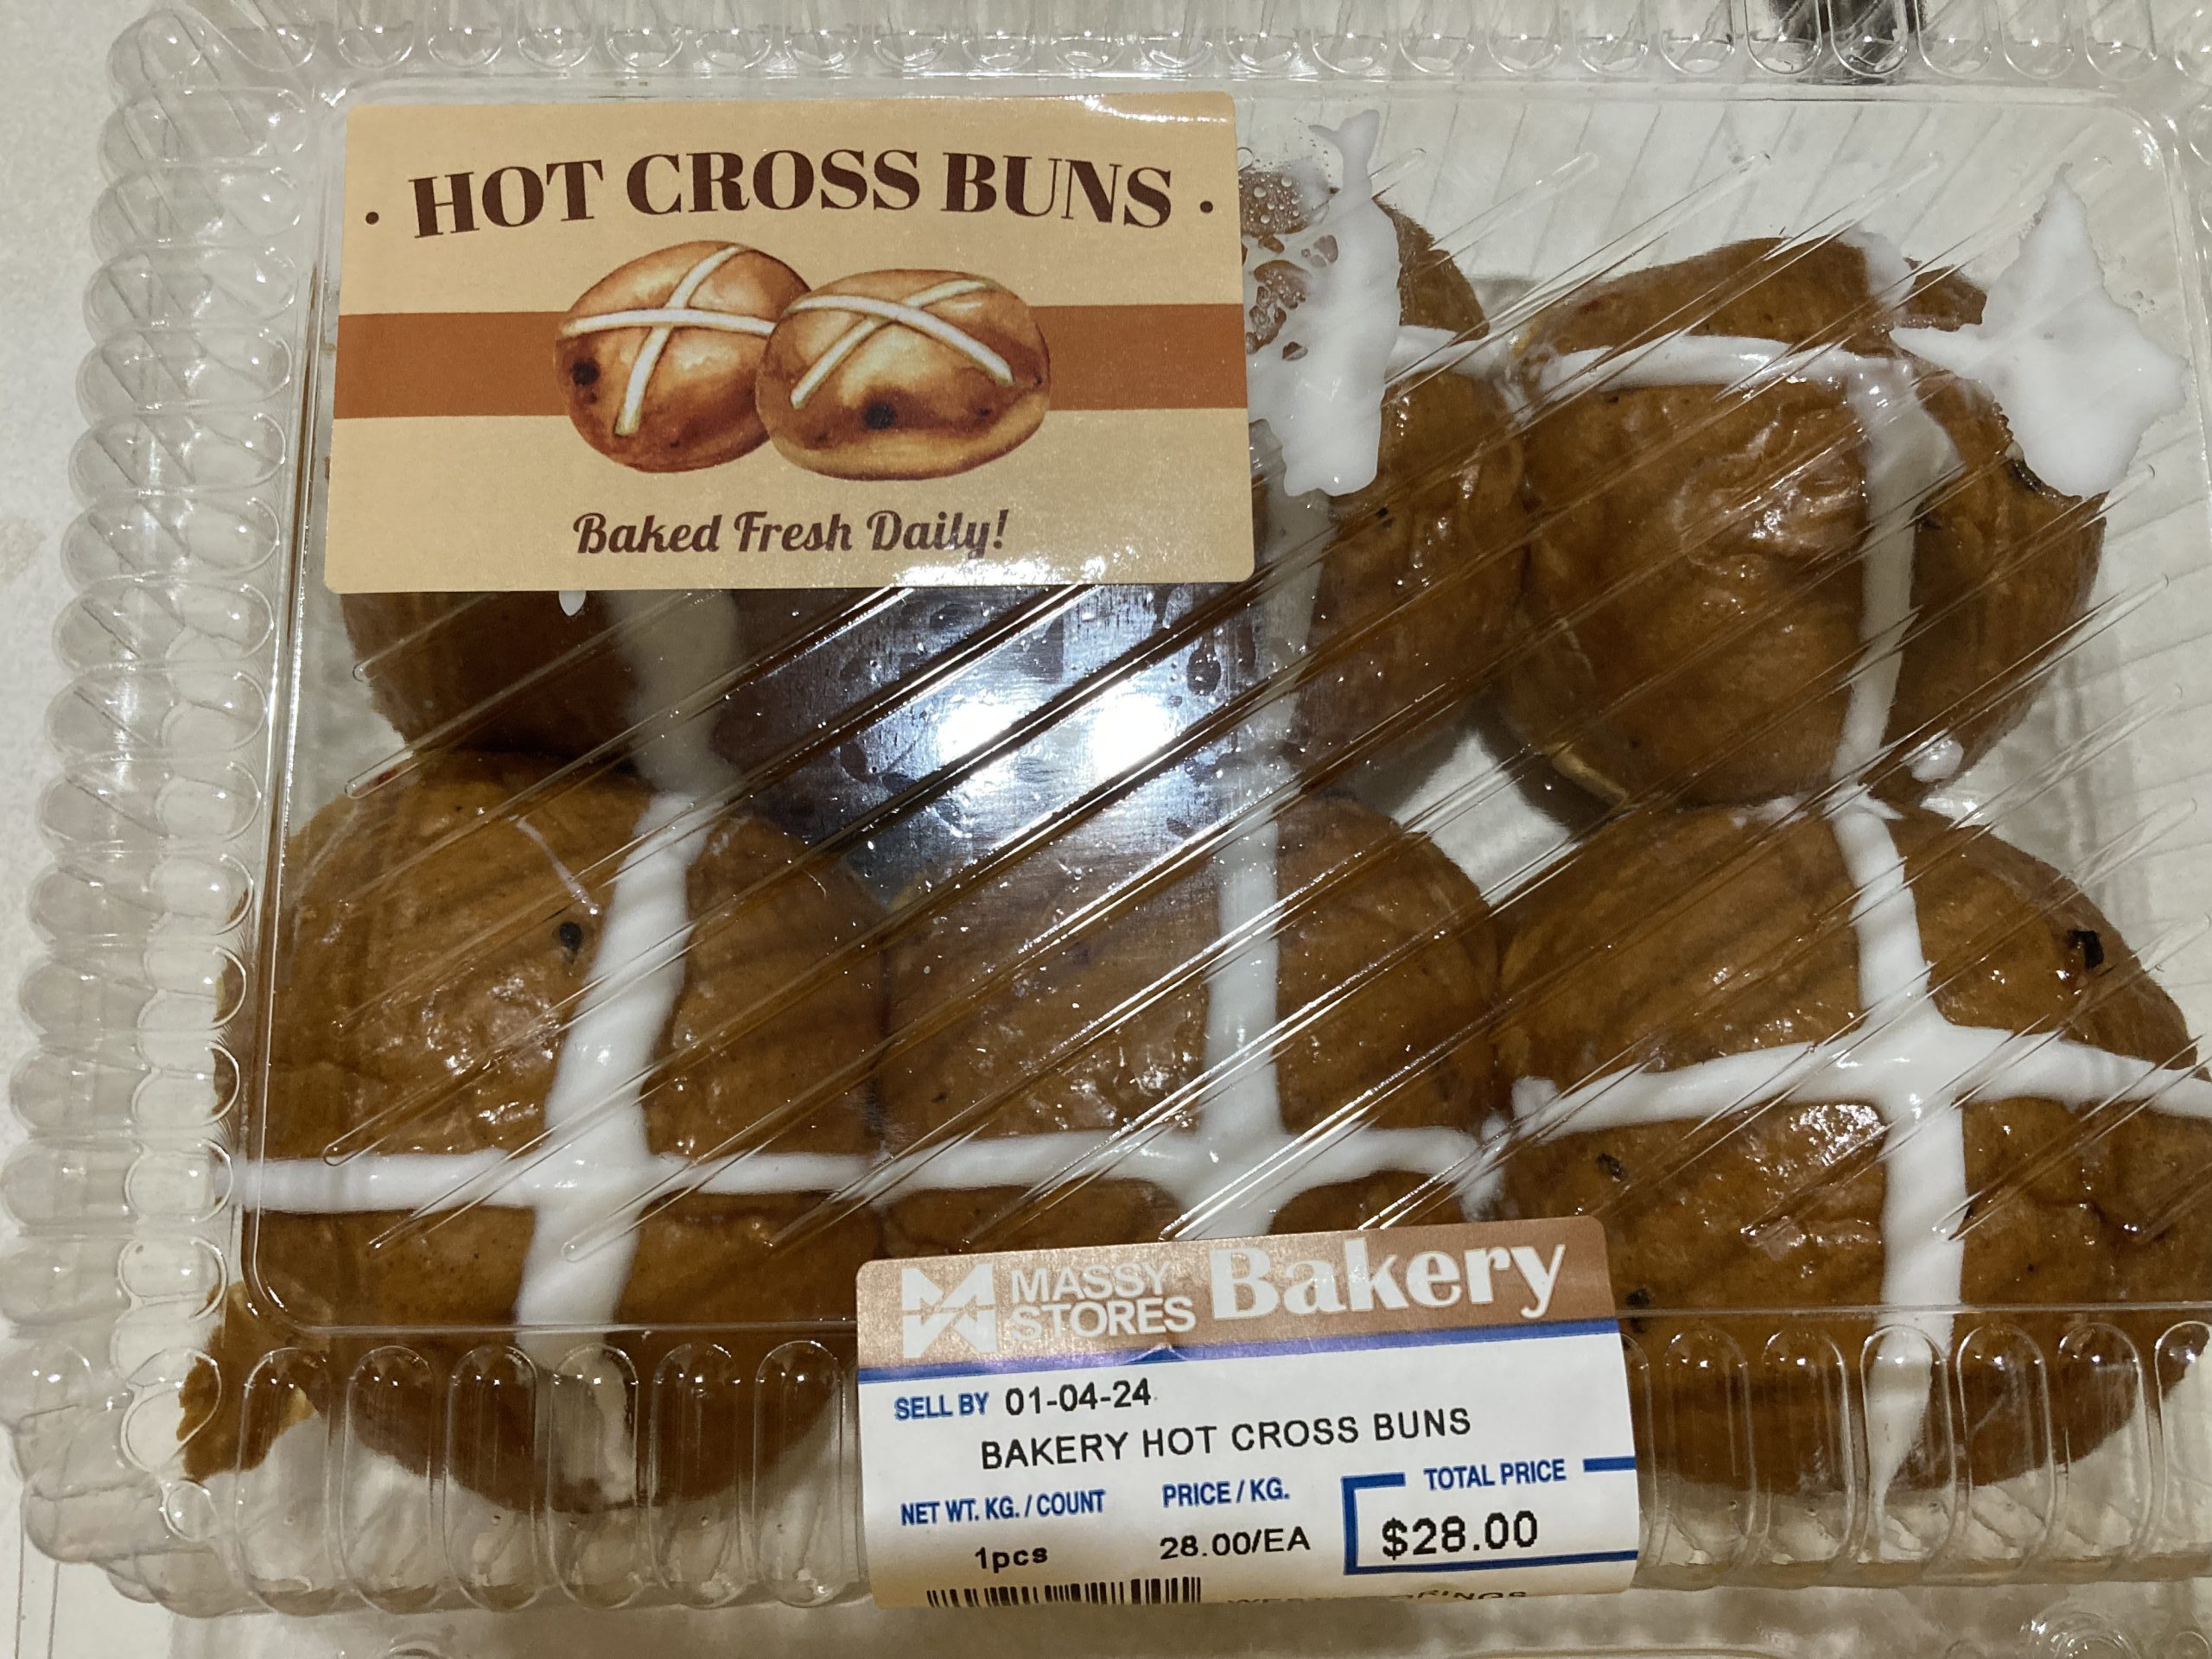 · HOT CROSS BUNS ·
Baked Fresh Daily!
MASSY STORES Bakery
SELL BY 01-04-24
BAKERY HOT CROSS BUNS
NET WT. KG. / COUNT PRICE / KG. TOTAL PRICE
1pcs 28.00/EA $28.00